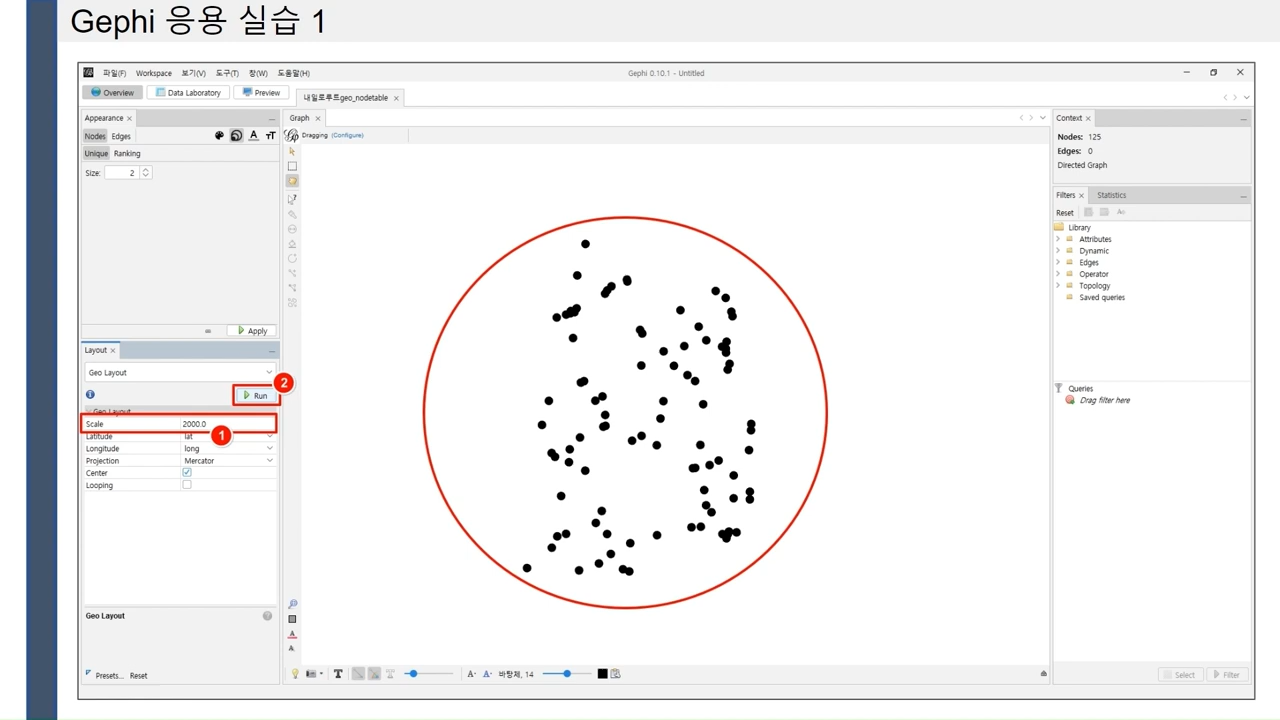 Gephi 응용 실습 1
파일(F) Workspace 보기(V) 도구(T) 창(W) 도움말(H)
Gephi 0.10.1 - Untitled
Overview Data Laboratory Preview
내일로루트geo_nodetable
Appearance
Nodes Edges
Unique Ranking
Size: 2
Apply
Layout
Geo Layout
Run
2
Geo Layout
Scale 2000.0
1
Latitude lat
Longitude long
Projection Mercator
Center
Looping
Geo Layout
Presets... Reset
Graph
Dragging (Configure)
바탕체, 14
Context
Nodes: 125
Edges: 0
Directed Graph
Filters Statistics
Reset
Library
Attributes
Dynamic
Edges
Operator
Topology
Saved queries
Queries
Drag filter here
Select Filter